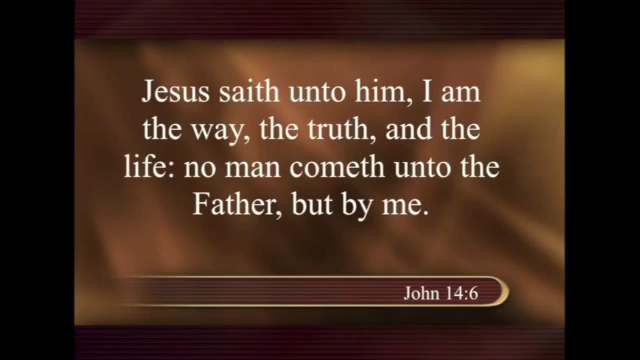 Jesus saith unto him, I am
the way, the truth, and the
life: no man cometh unto the
Father, but by me.
John 14:6